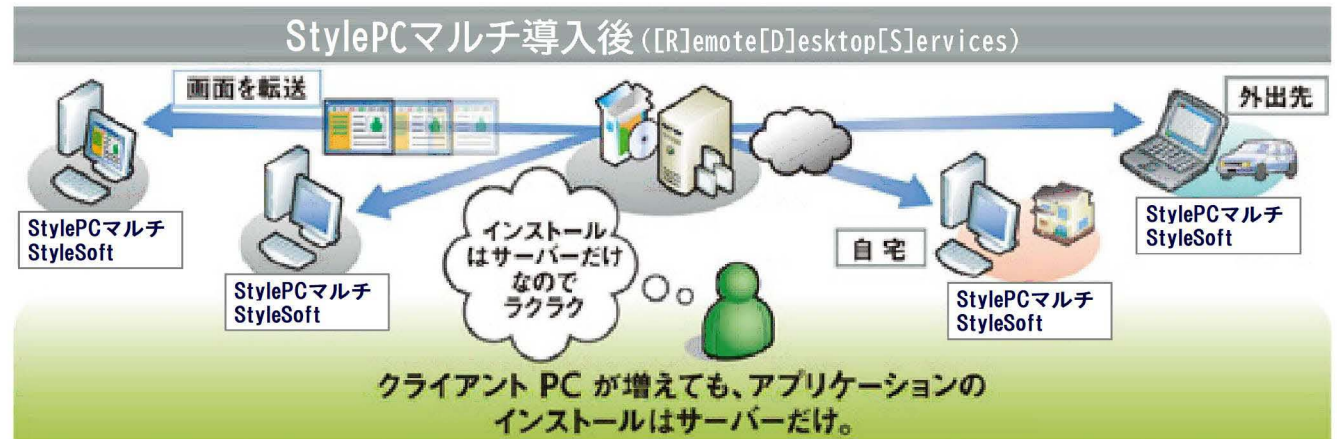 StylePCマルチ導入後([R]emote[D]esktop[S]ervices)
画面を転送
外出先
StylePCマルチ
StyleSoft
StylePCマルチ
StyleSoft
インストール
はサーバーだけ
なので
ラクラク
自宅
StylePCマルチ
StyleSoft
StylePCマルチ
StyleSoft
クライアント PC が増えても、アプリケーションの
インストールはサーバーだけ。